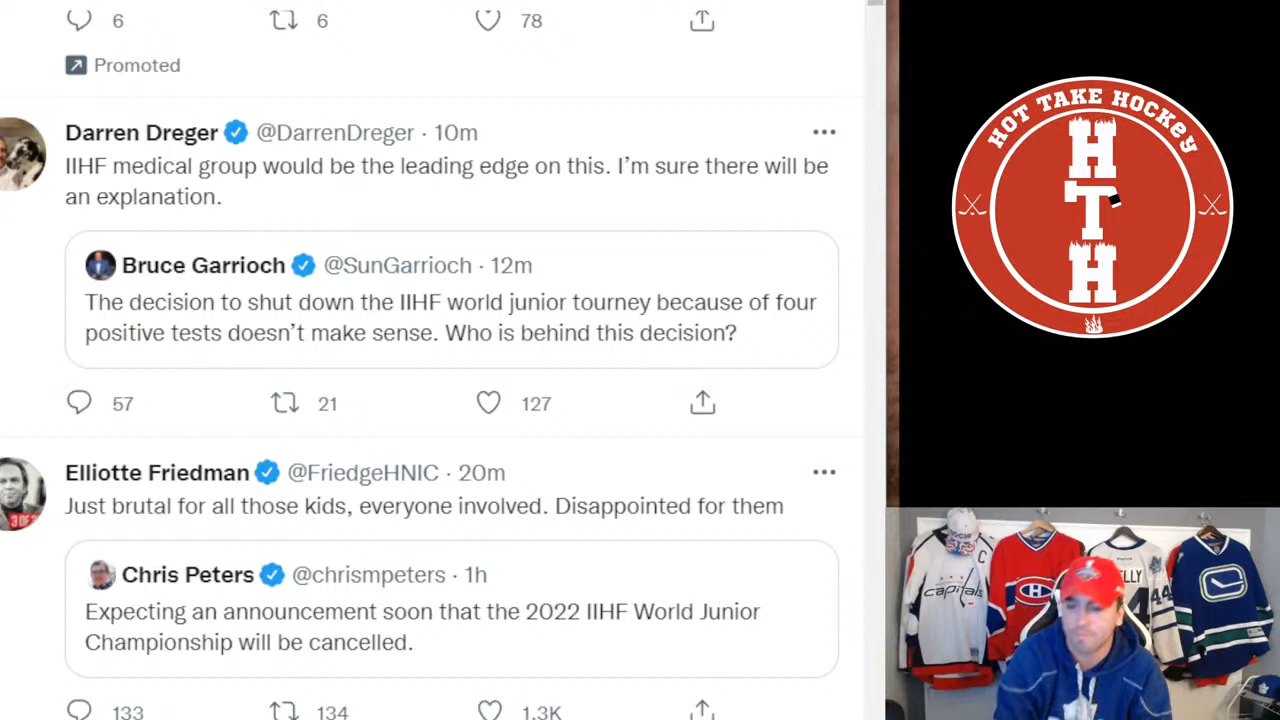 6 6 78
Promoted
Darren Dreger @DarrenDreger · 10m
IIHF medical group would be the leading edge on this. I’m sure there will be
an explanation.
Bruce Garrioch @SunGarrioch · 12m
The decision to shut down the IIHF world junior tourney because of four
positive tests doesn’t make sense. Who is behind this decision?
57 21 127
Elliotte Friedman @FriedgeHNIC · 20m
Just brutal for all those kids, everyone involved. Disappointed for them
Chris Peters @chrismpeters · 1h
Expecting an announcement soon that the 2022 IIHF World Junior
Championship will be cancelled.
133 134 1.3K
HOT TAKE HOCKEY
H
T
H
capitals
C
LLY
44